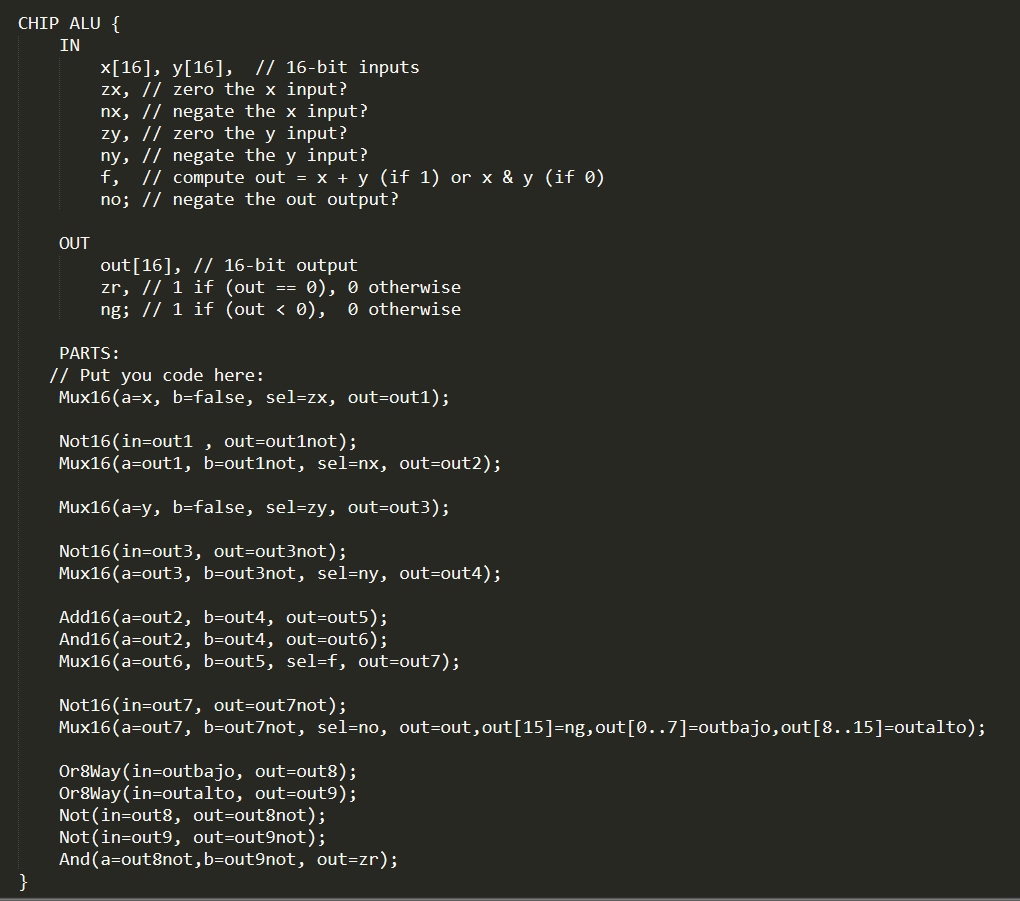 CHIP ALU {
IN
x[16], y[16],  // 16-bit inputs
zx, // zero the x input?
nx, // negate the x input?
zy, // zero the y input?
ny, // negate the y input?
f,  // compute out = x + y (if 1) or x & y (if 0)
no; // negate the out output?
OUT
out[16], // 16-bit output
zr, // 1 if (out == 0), 0 otherwise
ng; // 1 if (out < 0),  0 otherwise
PARTS:
// Put you code here:
Mux16(a=x, b=false, sel=zx, out=out1);
Not16(in=out1 , out=out1not);
Mux16(a=out1, b=out1not, sel=nx, out=out2);
Mux16(a=y, b=false, sel=zy, out=out3);
Not16(in=out3, out=out3not);
Mux16(a=out3, b=out3not, sel=ny, out=out4);
Add16(a=out2, b=out4, out=out5);
And16(a=out2, b=out4, out=out6);
Mux16(a=out6, b=out5, sel=f, out=out7);
Not16(in=out7, out=out7not);
Mux16(a=out7, b=out7not, sel=no, out=out,out[15]=ng,out[0..7]=outbajo,out[8..15]=outalto);
Or8Way(in=outbajo, out=out8);
Or8Way(in=outalto, out=out9);
Not(in=out8, out=out8not);
Not(in=out9, out=out9not);
And(a=out8not,b=out9not, out=zr);
}